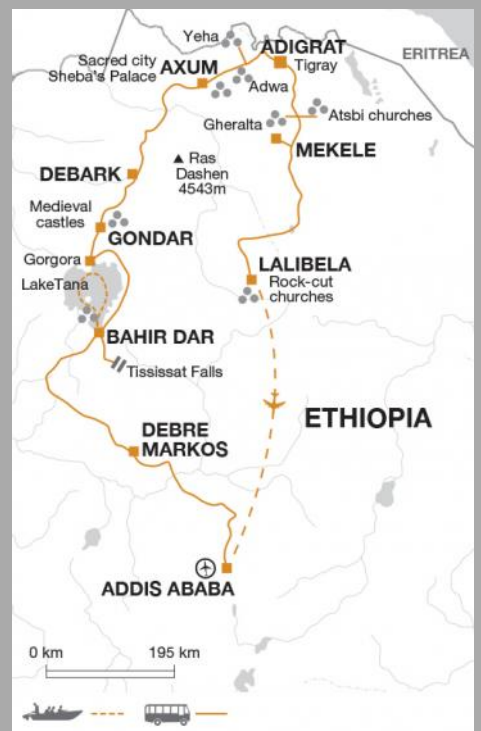 Yeha
ADIGRAT
ERITREA
Sacred city
Sheba's Palace
AXUM
Tigray
Adwa
Gheralta
Atsbi churches
MEKELE
DEBARK
Ras
Dashen
4543m
Medieval
castles
GONDAR
Gorgora
LakeTana
LALIBELA
Rock-cut
churches
BAHIR DAR
Tississat Falls
ETHIOPIA
DEBRE
MARKOS
ADDIS ABABA
0 km
195 km